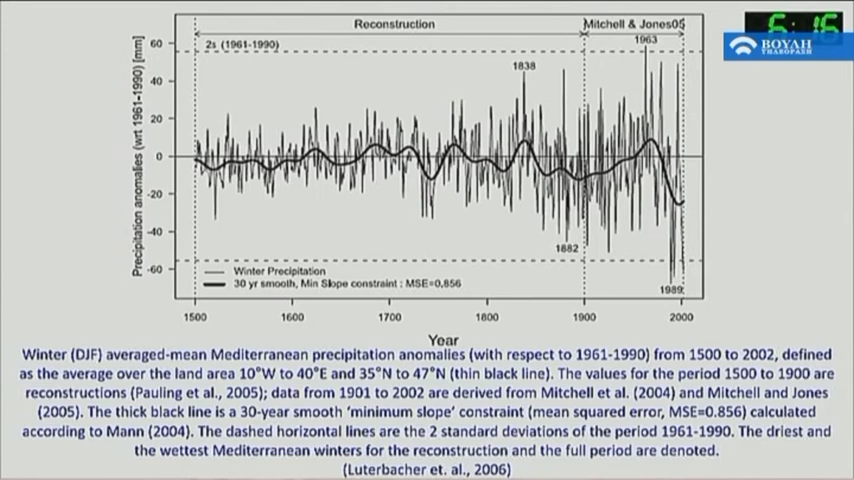 Reconstruction
Mitchell & Jones05
6:16
BOYAH
THABOPASH
2s (1961-1990)
1963
1838
60
40
20
0
-20
-40
-60
Precipitation anomalies (wrt 1961-1990) [mm]
1882
1989
Winter Precipitation
30 yr smooth, Min Slope constraint : MSE=0.856
1500
1600
1700
1800
1900
2000
Year
Winter (DJF) averaged-mean Mediterranean precipitation anomalies (with respect to 1961-1990) from 1500 to 2002, defined
as the average over the land area 10°W to 40°E and 35°N to 47°N (thin black line). The values for the period 1500 to 1900 are
reconstructions (Pauling et al., 2005); data from 1901 to 2002 are derived from Mitchell et al. (2004) and Mitchell and Jones
(2005). The thick black line is a 30-year smooth 'minimum slope' constraint (mean squared error, MSE=0.856) calculated
according to Mann (2004). The dashed horizontal lines are the 2 standard deviations of the period 1961-1990. The driest and
the wettest Mediterranean winters for the reconstruction and the full period are denoted.
(Luterbacher et. al., 2006)